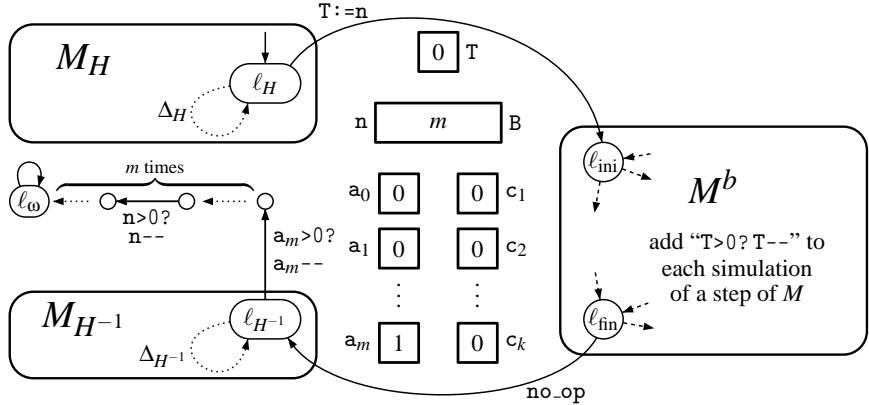 T:=n
M_H
ℓ_H
Δ_H
0 T
n m B
m times
ℓ_ω
n>0?
n--
a_m>0?
a_m--
a_0 0 0 c_1
a_1 0 0 c_2
⋮ ⋮
a_m 1 0 c_k
ℓ_ini
M^b
add “T>0? T--” to
each simulation
of a step of M
ℓ_fin
M_{H^{-1}}
ℓ_{H^{-1}}
Δ_{H^{-1}}
no_op